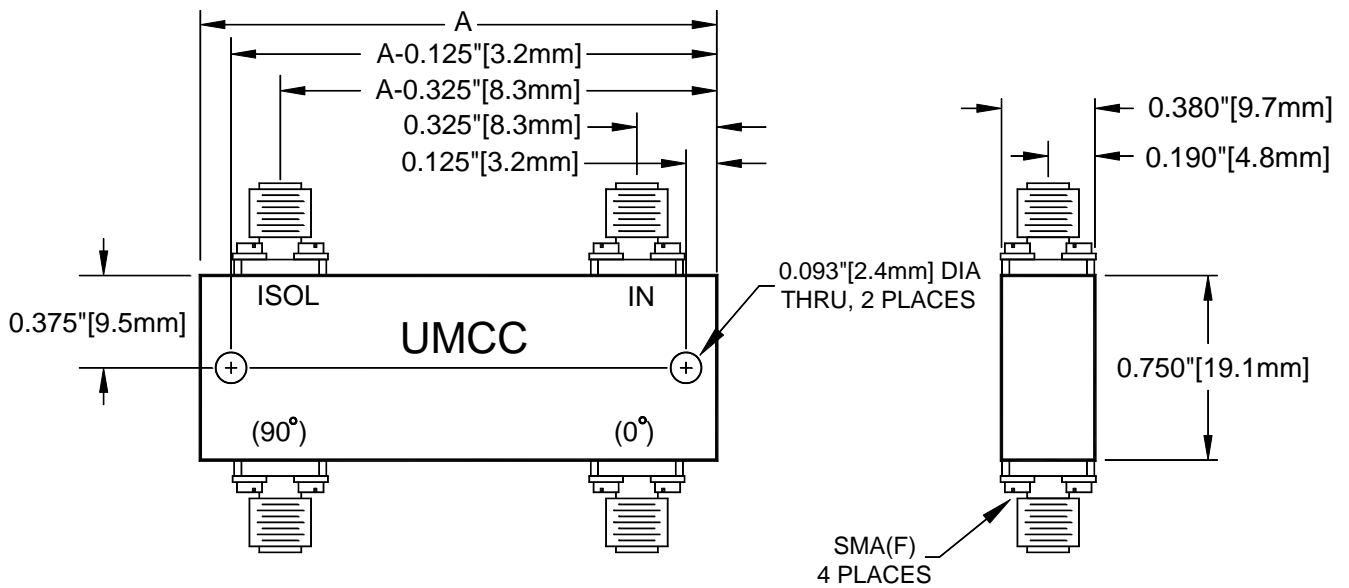 A
A-0.125"[3.2mm]
A-0.325"[8.3mm]
0.325"[8.3mm]
0.125"[3.2mm]
0.380"[9.7mm]
0.190"[4.8mm]
ISOL
IN
0.093"[2.4mm] DIA
THRU, 2 PLACES
0.375"[9.5mm]
UMCC
0.750"[19.1mm]
(90°)
(0°)
SMA(F)
4 PLACES